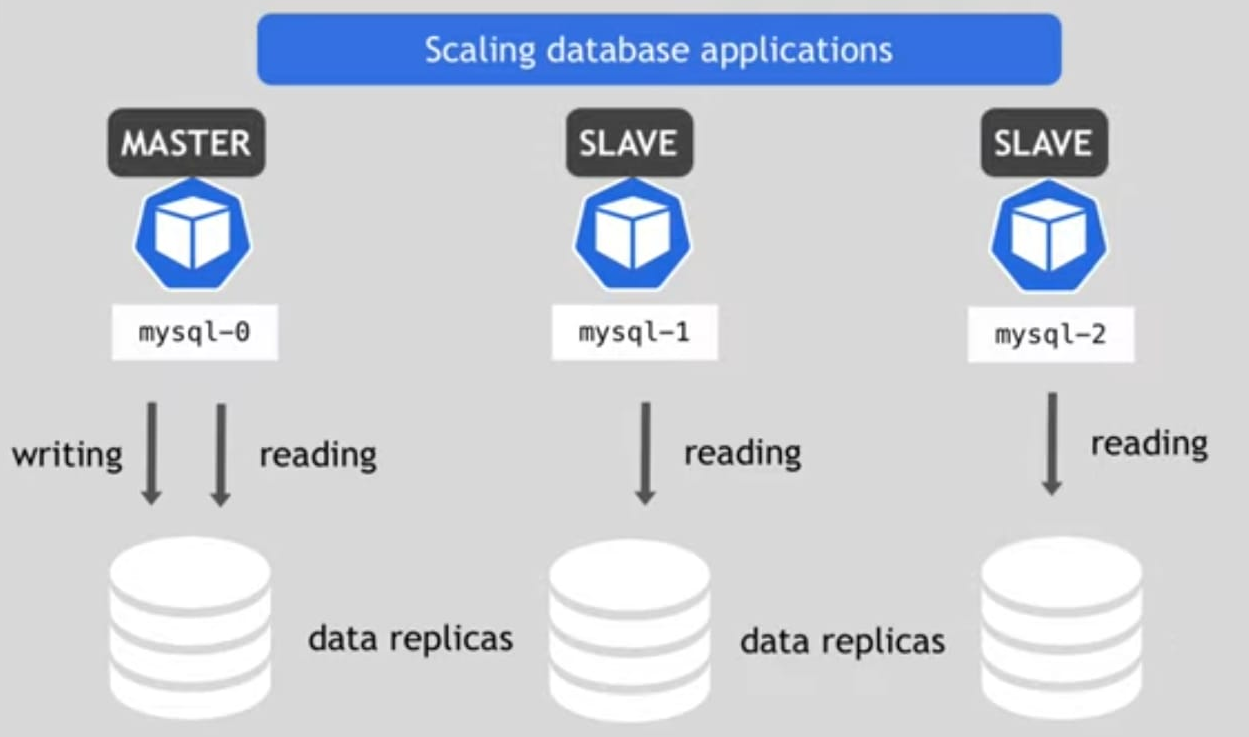 Scaling database applications
MASTER
SLAVE
SLAVE
mysql-0
mysql-1
mysql-2
writing
reading
reading
reading
data replicas
data replicas